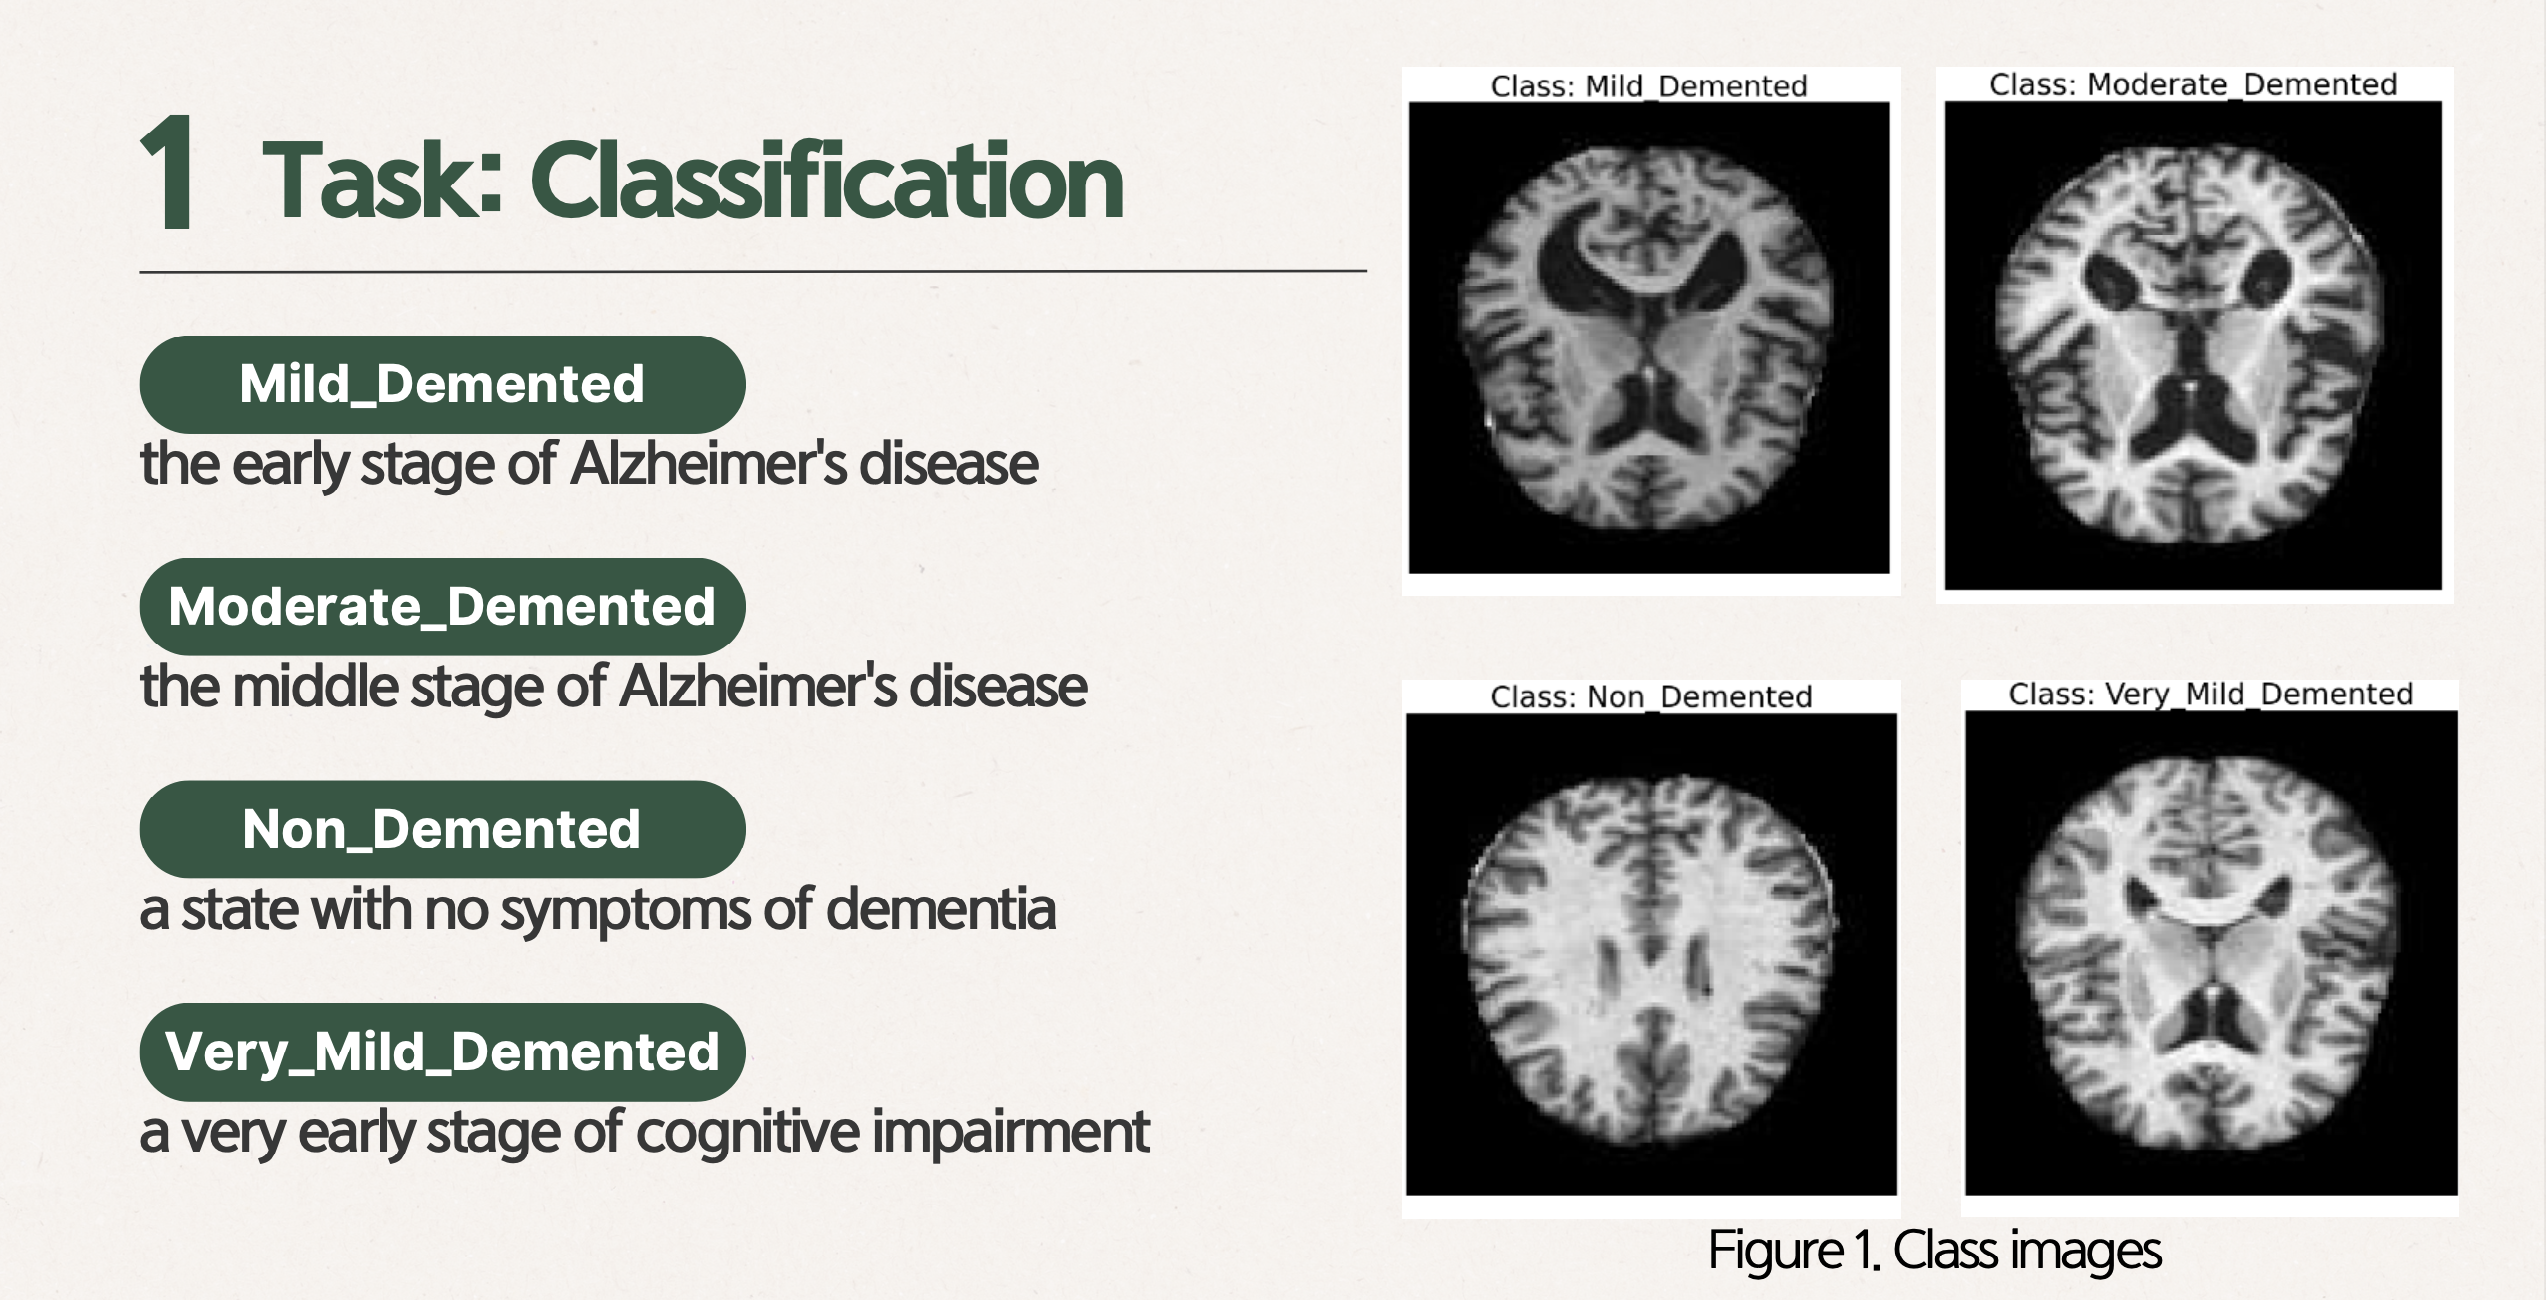 1 Task: Classification
Mild_Demented
the early stage of Alzheimer's disease
Moderate_Demented
the middle stage of Alzheimer's disease
Non_Demented
a state with no symptoms of dementia
Very_Mild_Demented
a very early stage of cognitive impairment
Class: Mild_Demented
Class: Moderate_Demented
Class: Non_Demented
Class: Very_Mild_Demented
Figure 1. Class images